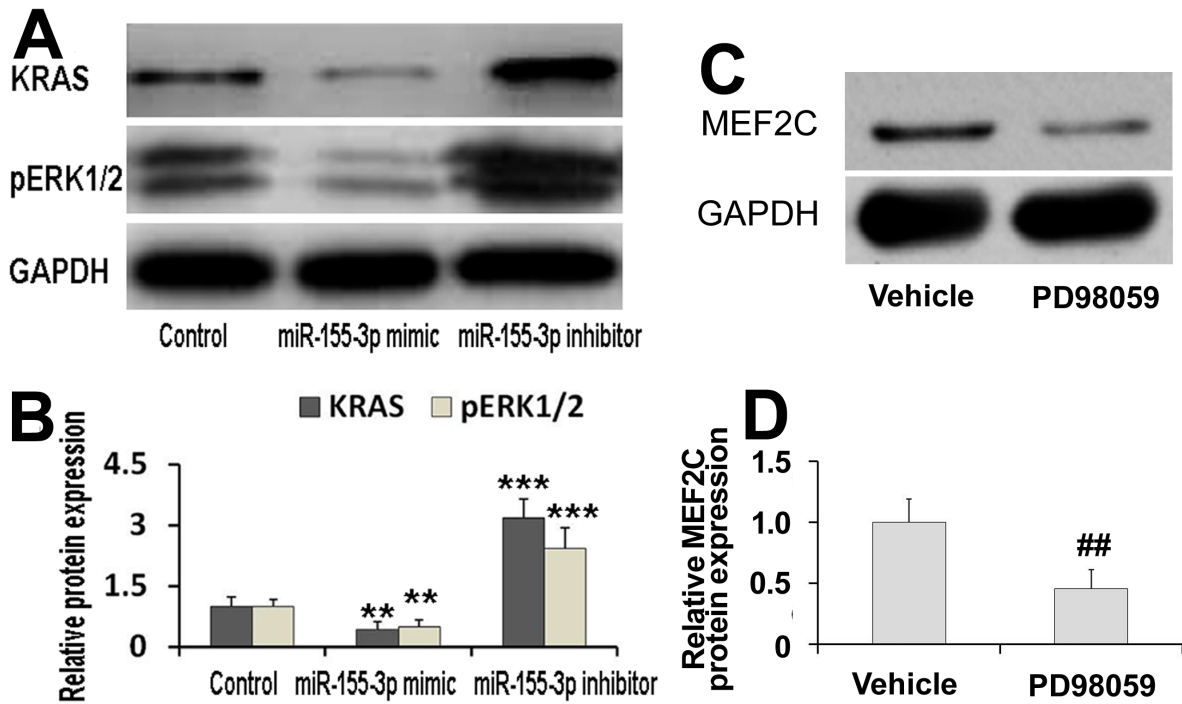 A
KRAS
pERK1/2
GAPDH
Control miR-155-3p mimic miR-155-3p inhibitor
B
KRAS pERK1/2
Relative protein expression
4.5
3
1.5
0
** **
*** ***
Control miR-155-3p mimic miR-155-3p inhibitor
C
MEF2C
GAPDH
Vehicle PD98059
D
Relative MEF2C
protein expression
1.5
1.0
0.5
0
##
Vehicle PD98059